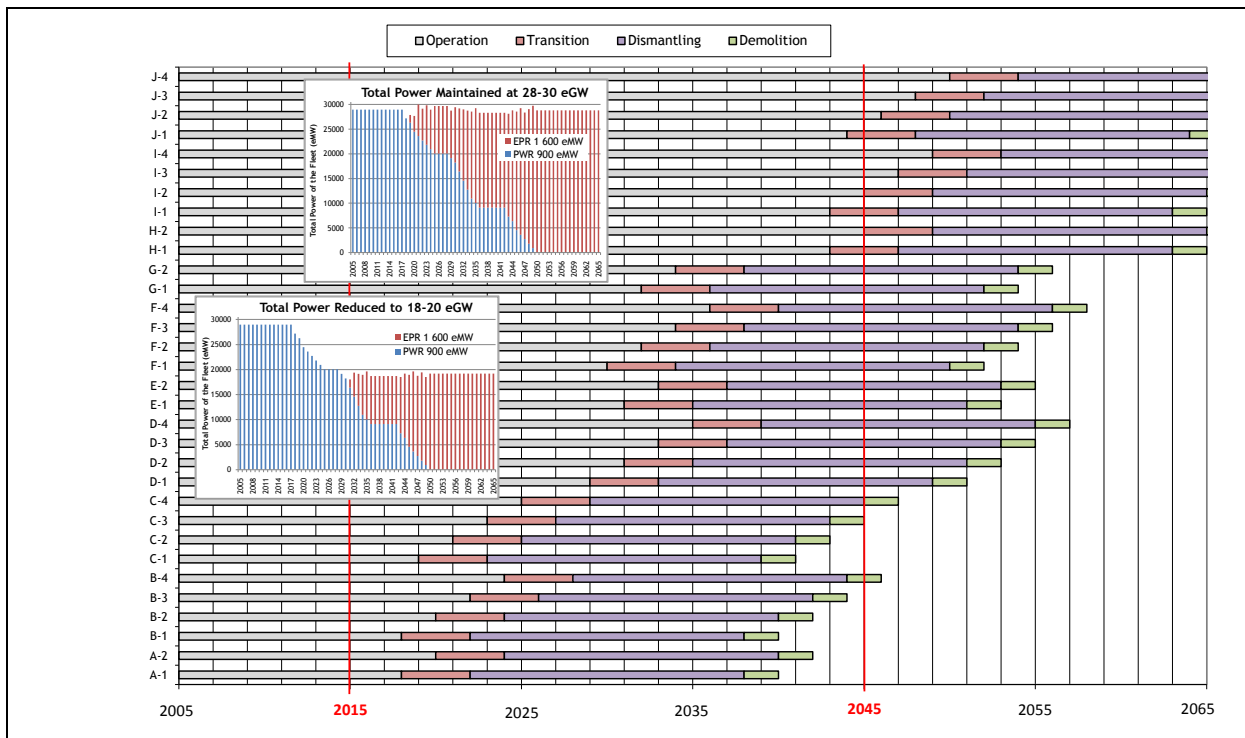 Operation Transition Dismantling Demolition
J-4
J-3
J-2
J-1
I-4
I-3
I-2
I-1
H-2
H-1
G-2
G-1
F-4
F-3
F-2
F-1
E-2
E-1
D-4
D-3
D-2
D-1
C-4
C-3
C-2
C-1
B-4
B-3
B-2
B-1
A-2
A-1
2005 2015 2025 2035 2045 2055 2065
Total Power Maintained at 28-30 eGW
Total Power of the Fleet (eMW)
30000
25000
20000
15000
10000
5000
0
EPR 1 600 eMW
PWR 900 eMW
2005 2008 2011 2014 2017 2020 2023 2026 2029 2032 2035 2038 2041 2044 2047 2050 2053 2056 2059 2062 2065
Total Power Reduced to 18-20 eGW
Total Power of the Fleet (eMW)
30000
25000
20000
15000
10000
5000
0
EPR 1 600 eMW
PWR 900 eMW
2005 2008 2011 2014 2017 2020 2023 2026 2029 2032 2035 2038 2041 2044 2047 2050 2053 2056 2059 2062 2065